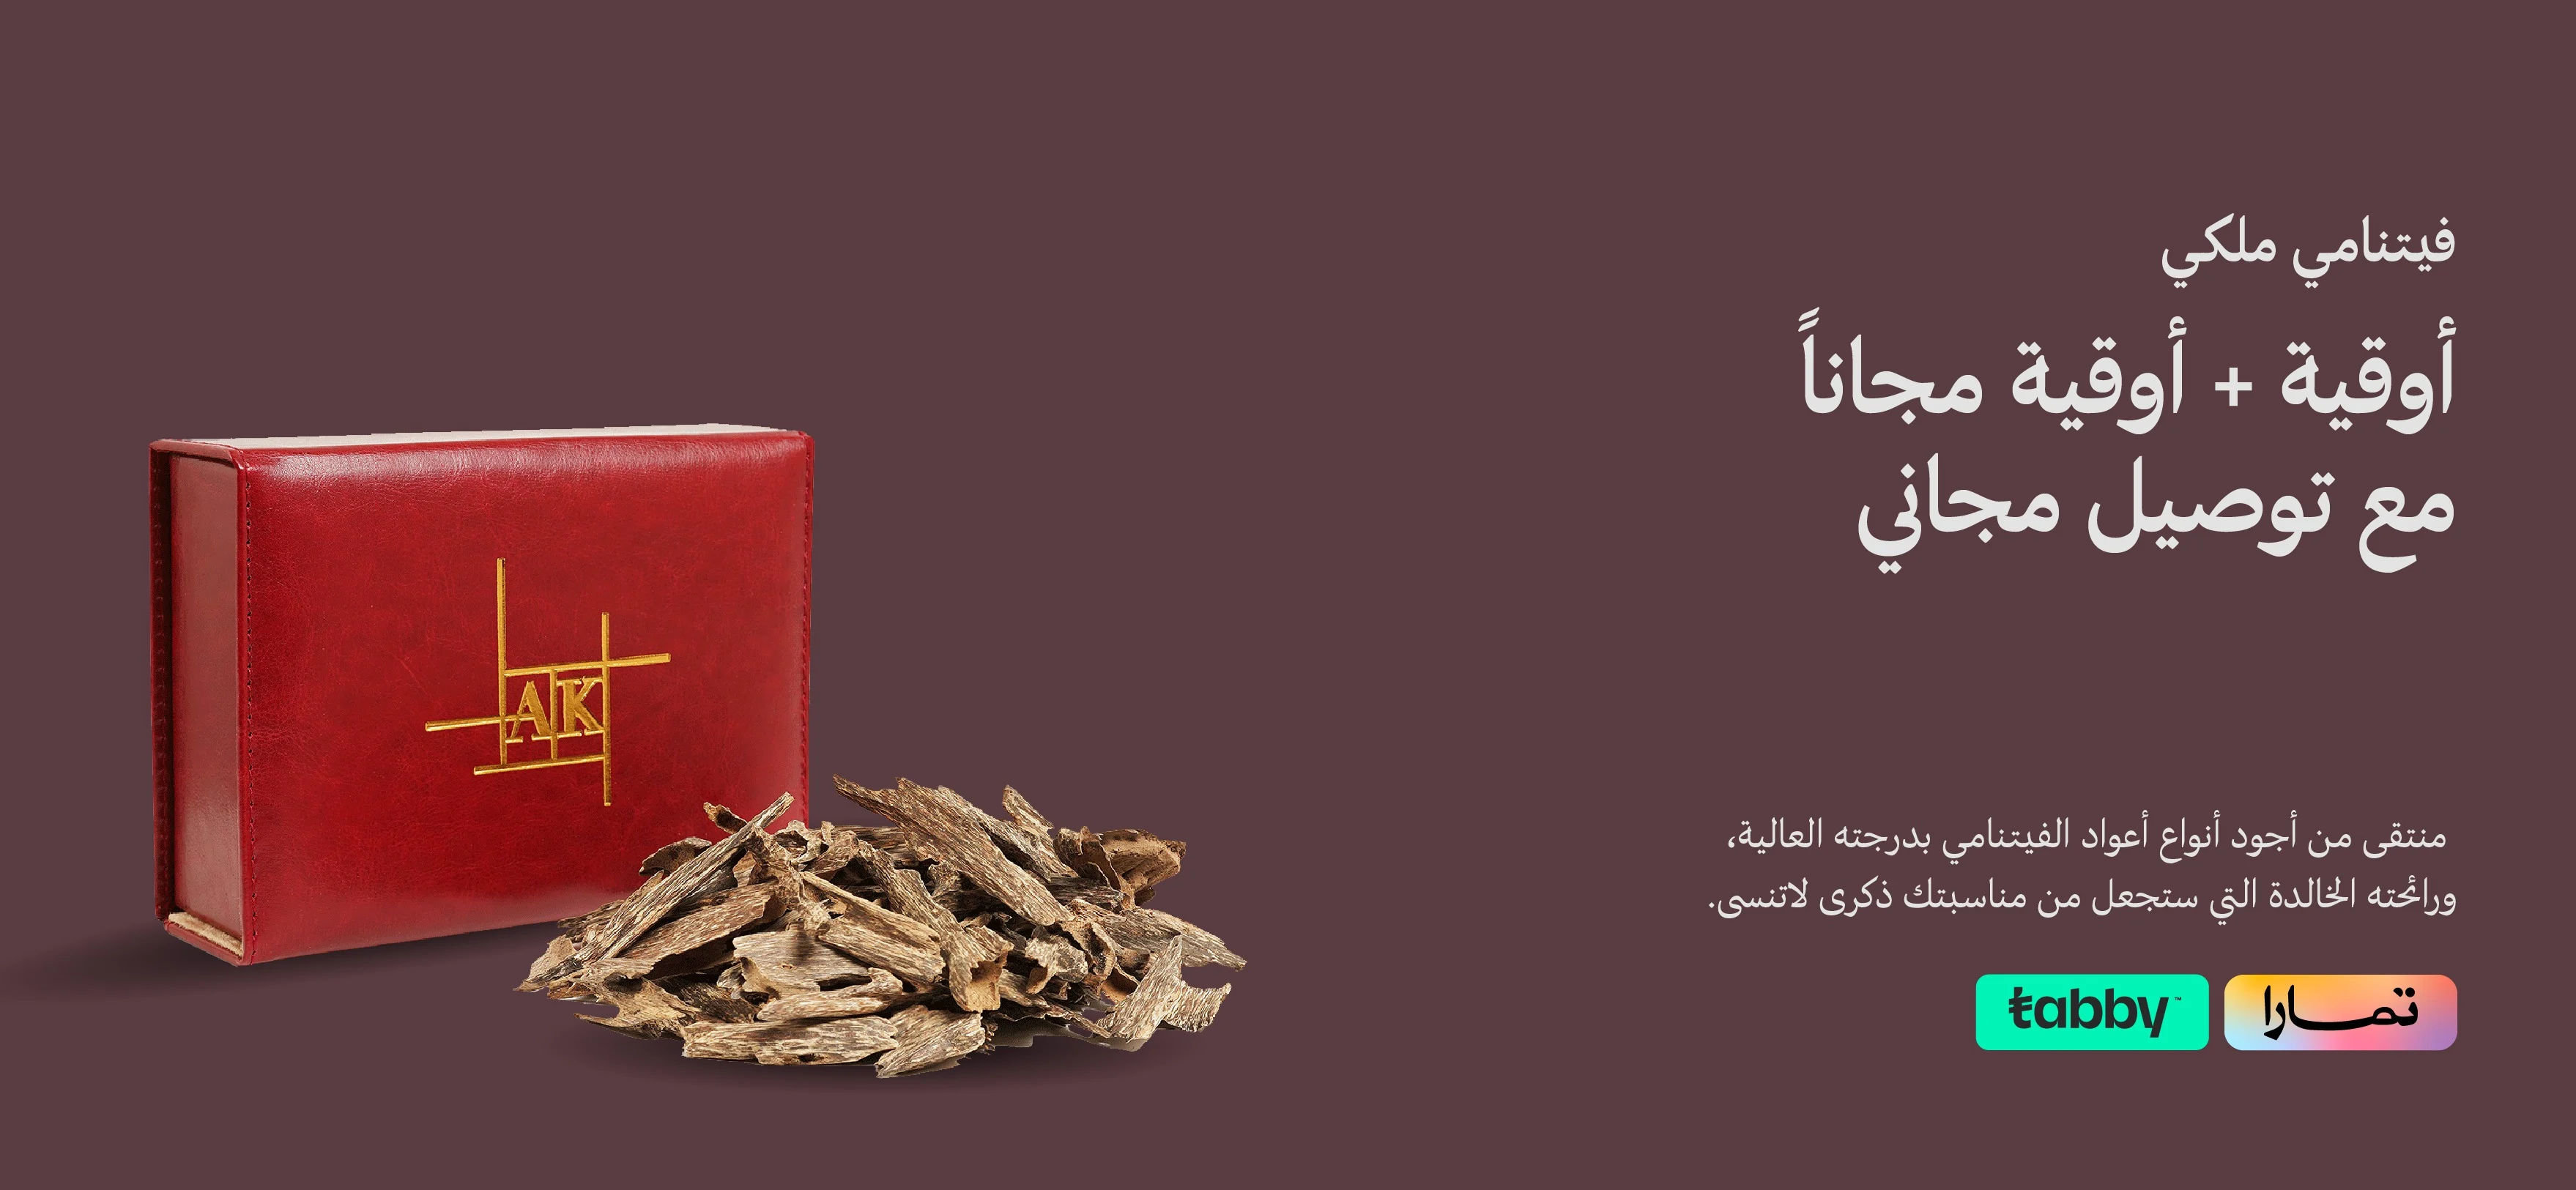 فيتنامي ملكي
أوقية + أوقية مجاناً
مع توصيل مجاني
منتقى من أجود أنواع أعواد الفيتنامي بدرجته العالية،
ورائحته الخالدة التي ستجعل من مناسبتك ذكرى لاتنسى.
تمارا
tabby™
AK